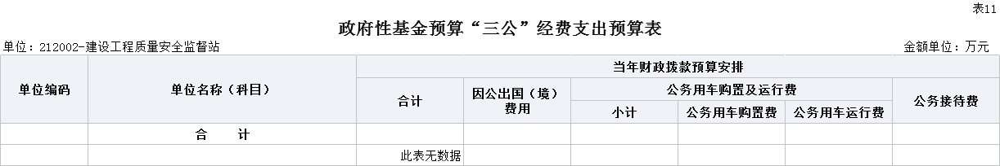 表11
政府性基金预算“三公”经费支出预算表
单位：212002-建设工程质量安全监督站 金额单位：万元
单位编码 单位名称（科目） 当年财政拨款预算安排
合计 因公出国（境）费用 公务用车购置及运行费 公务接待费
小计 公务用车购置费 公务用车运行费
合 计
此表无数据